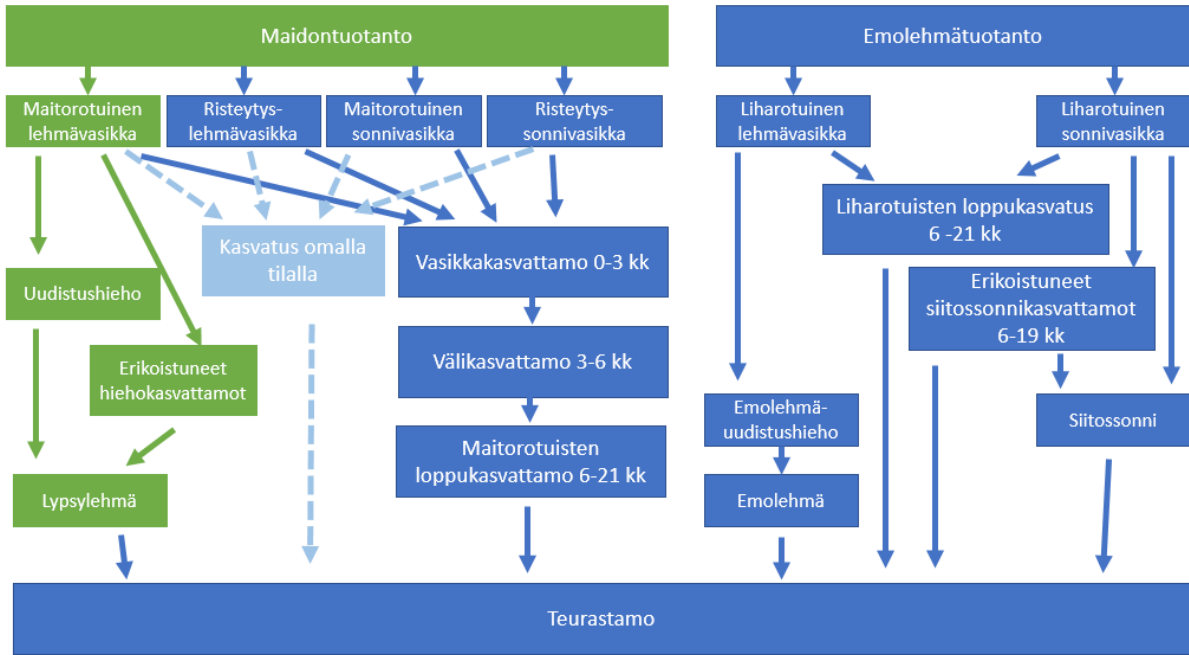 Maidontuotanto
Emolehmätuotanto
Maitorotuinen
lehmävasikka
Risteytys-
lehmävasikka
Maitorotuinen
sonnivasikka
Risteytys-
sonnivasikka
Liharotuinen
lehmävasikka
Liharotuinen
sonnivasikka
Liharotuisten loppukasvatus
6 -21 kk
Kasvatus omalla
tilalla
Vasikkakasvattamo 0-3 kk
Uudistushieho
Erikoistuneet
siitossonnikasvattamot
6-19 kk
Erikoistuneet
hiehokasvattamot
Välikasvattamo 3-6 kk
Emolehmä-
uudistushieho
Siitossonni
Maitorotuisten
loppukasvattamo 6-21 kk
Lypsylehmä
Emolehmä
Teurastamo